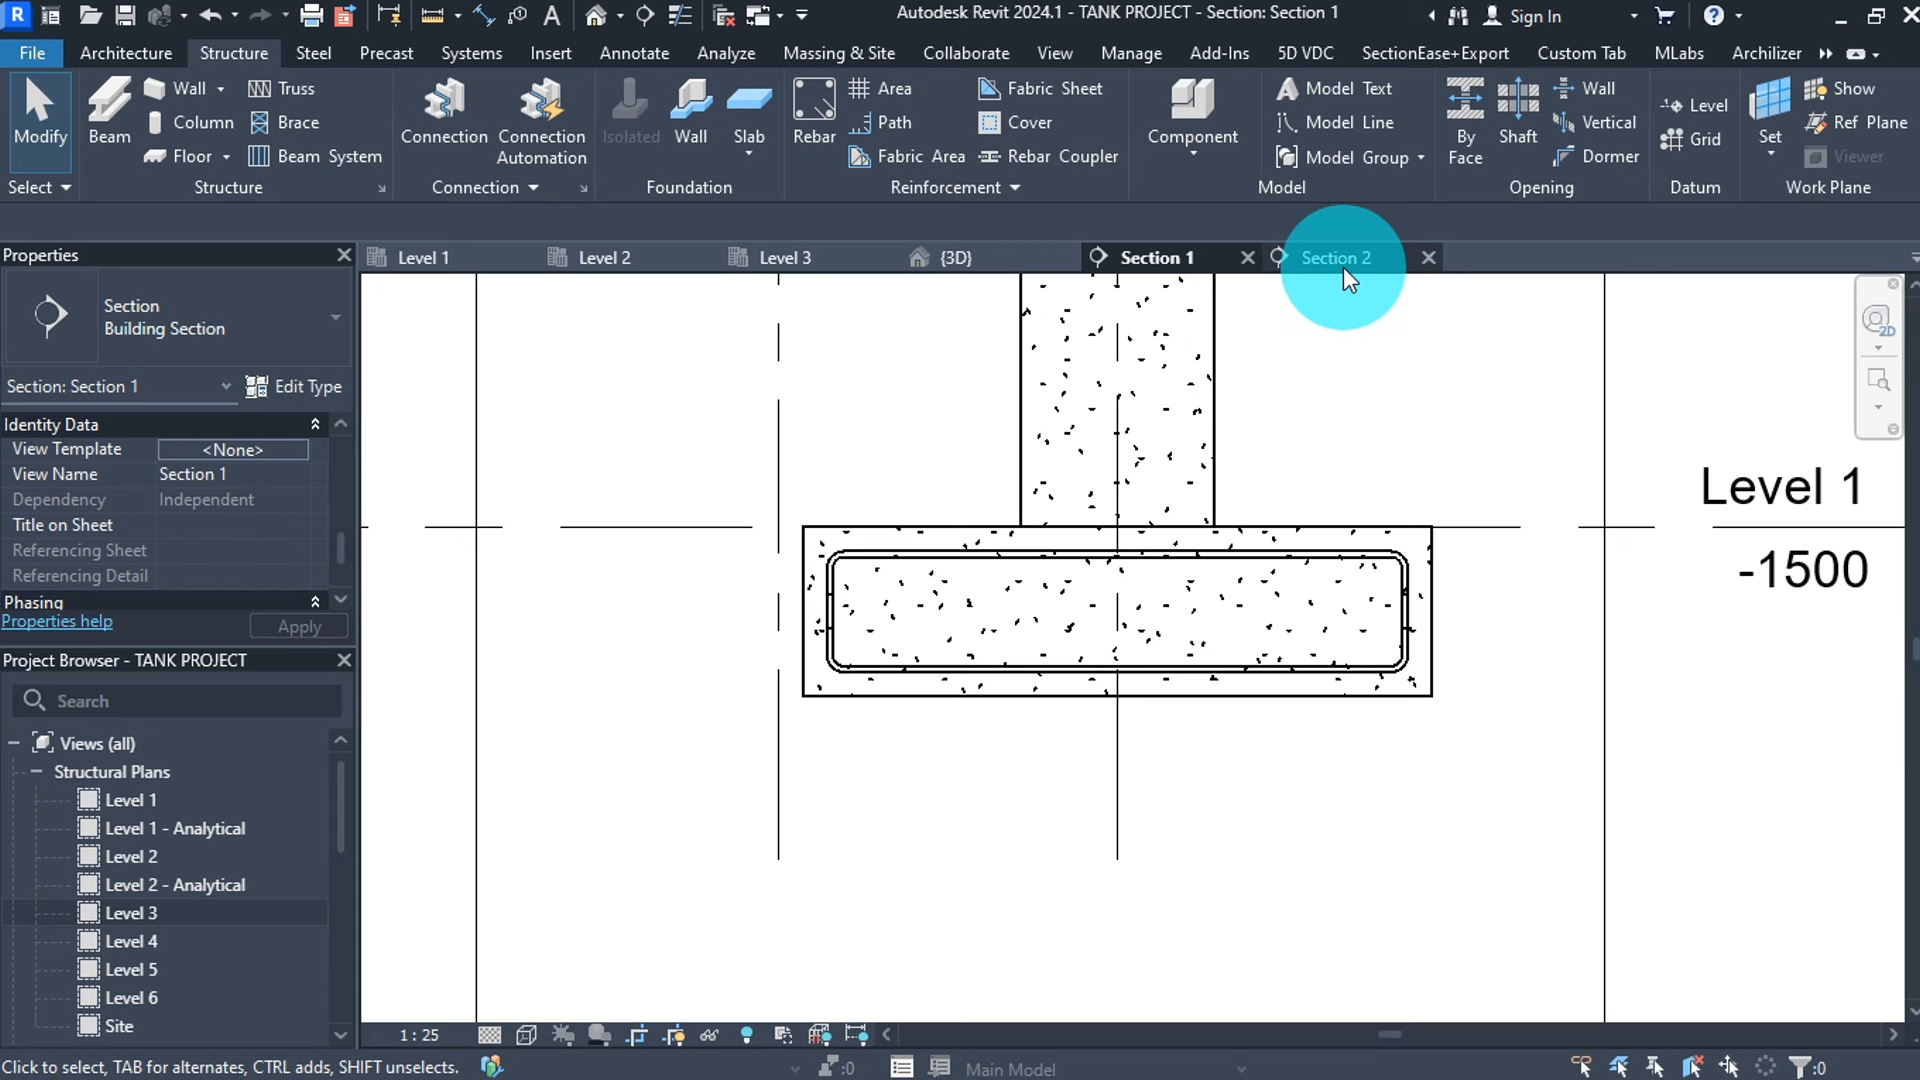 Autodesk Revit 2024.1 - TANK PROJECT - Section: Section 1
Sign In
File Architecture Structure Steel Precast Systems Insert Annotate Analyze Massing & Site Collaborate View Manage Add-Ins 5D VDC SectionEase+Export Custom Tab MLabs Archilizer
Modify
Beam
Wall
Column
Floor
Truss
Brace
Beam System
Connection
Connection
Automation
Isolated
Wall
Slab
Rebar
Area
Path
Fabric Area
Fabric Sheet
Cover
Rebar Coupler
Component
Model Text
Model Line
Model Group
By
Face
Shaft
Wall
Vertical
Dormer
Level
Grid
Set
Show
Ref Plane
Viewer
Select
Structure
Connection
Foundation
Reinforcement
Model
Opening
Datum
Work Plane
Properties
Level 1
Level 2
Level 3
{3D}
Section 1
Section 2
Section
Building Section
Section: Section 1
Edit Type
Identity Data
View Template <None>
View Name Section 1
Dependency Independent
Title on Sheet
Referencing Sheet
Referencing Detail
Phasing
Properties help
Apply
Project Browser - TANK PROJECT
Search
Views (all)
Structural Plans
Level 1
Level 1 - Analytical
Level 2
Level 2 - Analytical
Level 3
Level 4
Level 5
Level 6
Site
Level 1
-1500
2D
1 : 25
Click to select, TAB for alternates, CTRL adds, SHIFT unselects.
:0
Main Model
:0